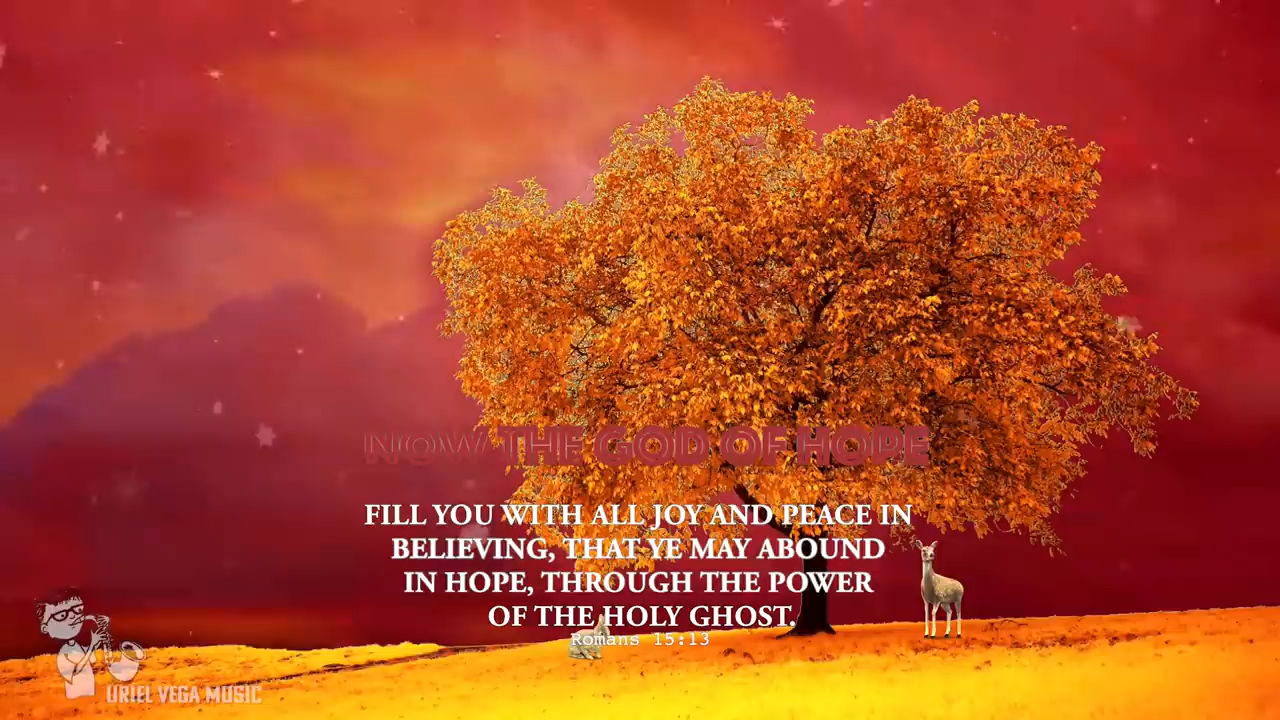 NOW THE GOD OF HOPE
FILL YOU WITH ALL JOY AND PEACE IN
BELIEVING, THAT YE MAY ABOUND
IN HOPE, THROUGH THE POWER
OF THE HOLY GHOST.
Romans 15:13
URIEL VEGA MUSIC